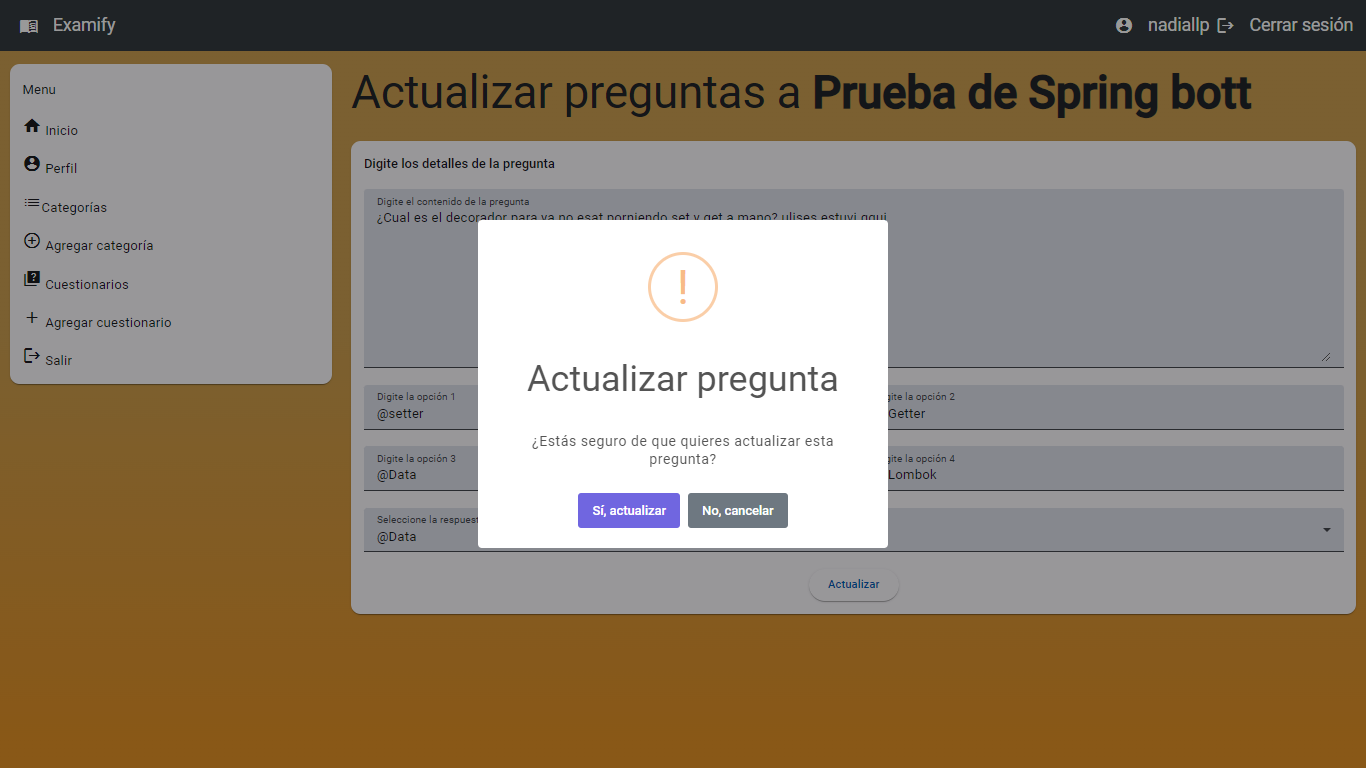 Examify
nadiallp
Cerrar sesión
Menu
Inicio
Perfil
Categorías
Agregar categoría
Cuestionarios
Agregar cuestionario
Salir
Actualizar preguntas a Prueba de Spring bott
Digite los detalles de la pregunta
Digite el contenido de la pregunta
¿Cual es el decorador para ya no esat porniendo set y get a mano? ulises estuvi aqui
Digite la opción 1
@setter
gite la opción 2
Getter
Digite la opción 3
@Data
gite la opción 4
Lombok
Seleccione la respuest
@Data
Actualizar
!
Actualizar pregunta
¿Estás seguro de que quieres actualizar esta
pregunta?
Sí, actualizar
No, cancelar